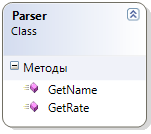 Parser
Class
Методы
GetName
GetRate